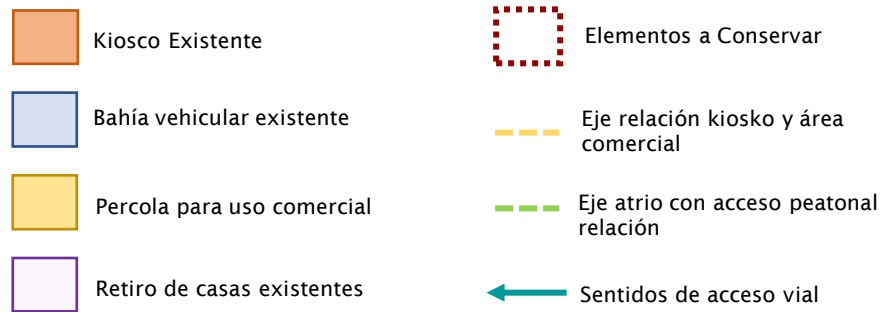 Kiosco Existente
Bahía vehicular existente
Percola para uso comercial
Retiro de casas existentes
Elementos a Conservar
Eje relación kiosko y área
comercial
Eje atrio con acceso peatonal
relación
Sentidos de acceso vial